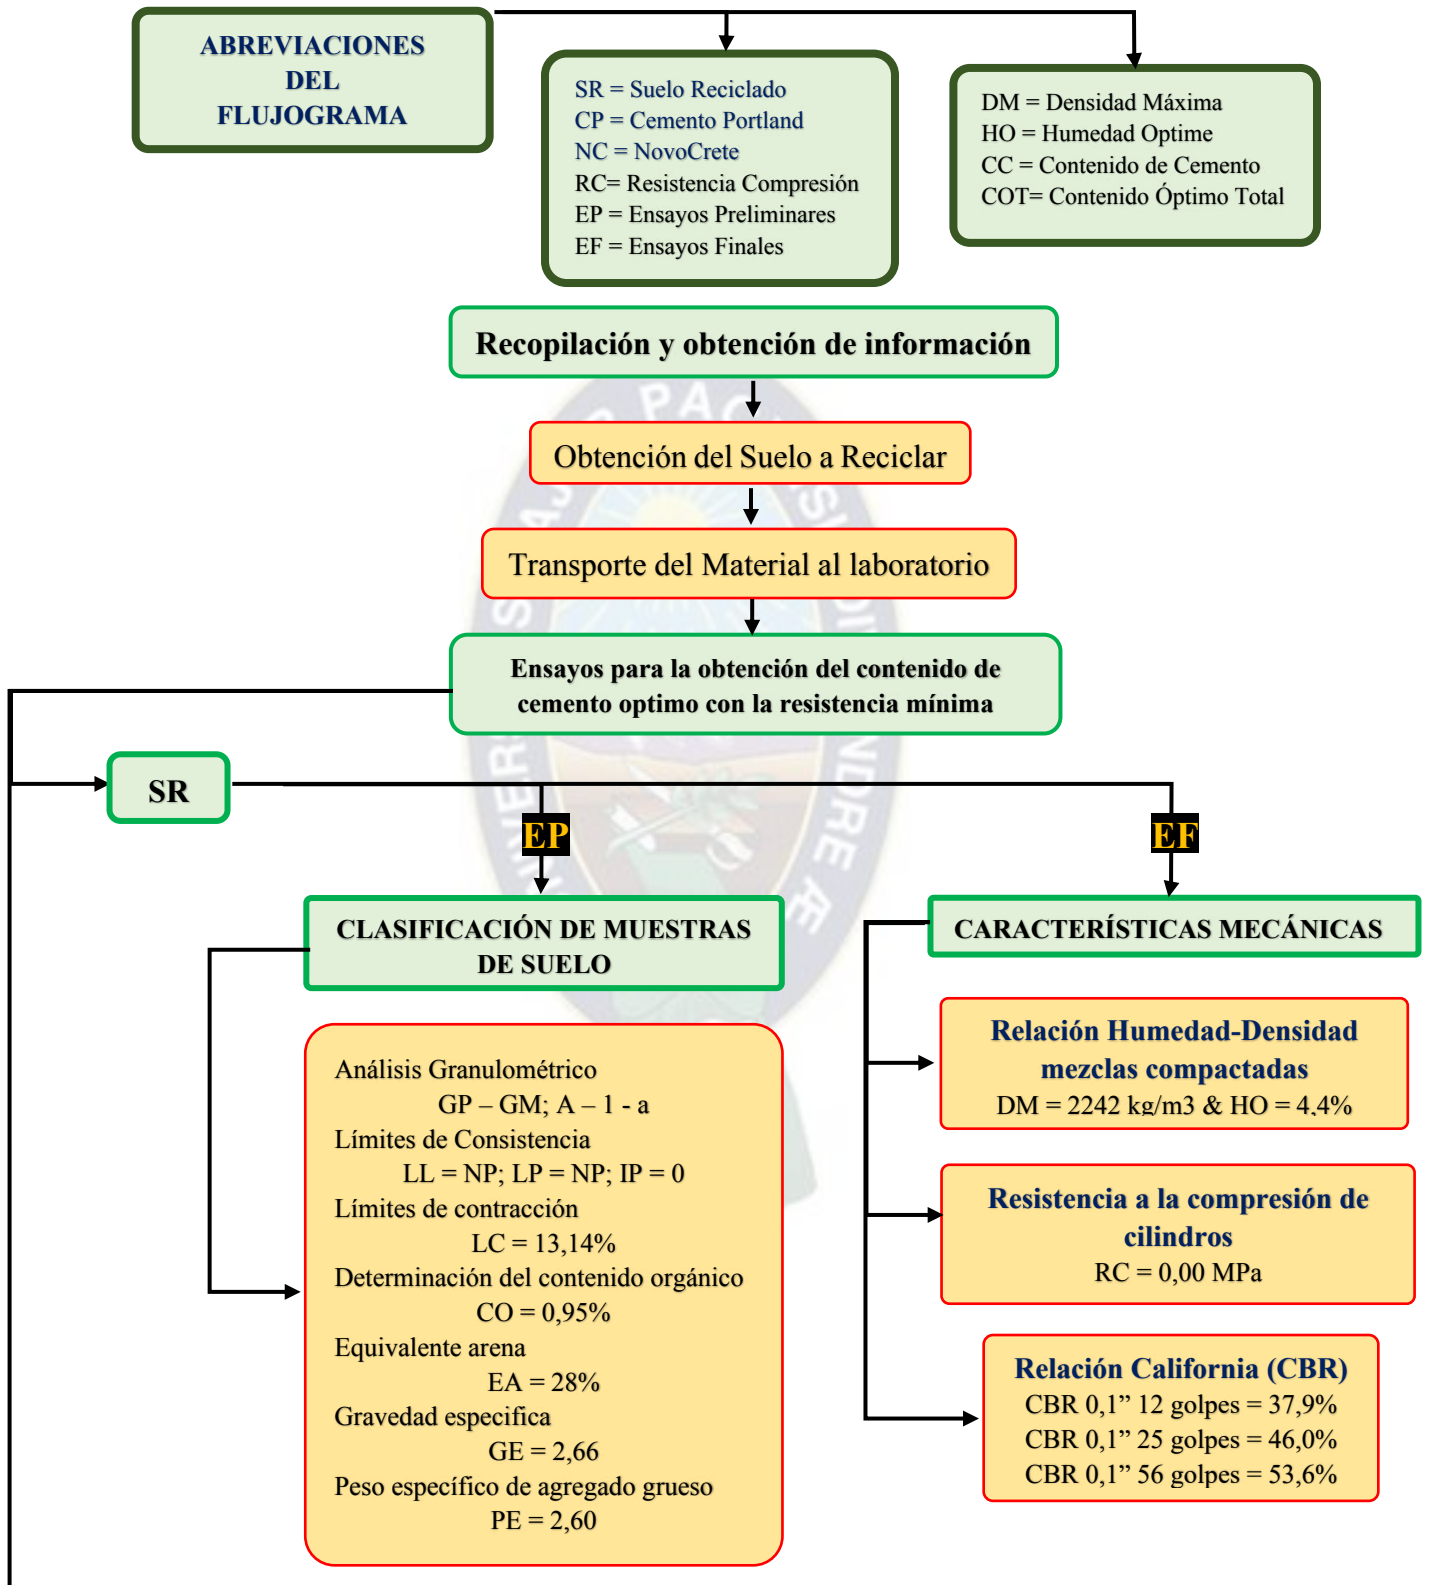 ABREVIACIONES
DEL
FLUJOGRAMA
SR = Suelo Reciclado
CP = Cemento Portland
NC = NovoCrete
RC= Resistencia Compresión
EP = Ensayos Preliminares
EF = Ensayos Finales
DM = Densidad Máxima
HO = Humedad Optime
CC = Contenido de Cemento
COT= Contenido Óptimo Total
Recopilación y obtención de información
Obtención del Suelo a Reciclar
Transporte del Material al laboratorio
Ensayos para la obtención del contenido de
cemento optimo con la resistencia mínima
SR
EP
EF
CLASIFICACIÓN DE MUESTRAS
DE SUELO
Análisis Granulométrico
GP – GM; A – 1 - a
Límites de Consistencia
LL = NP; LP = NP; IP = 0
Límites de contracción
LC = 13,14%
Determinación del contenido orgánico
CO = 0,95%
Equivalente arena
EA = 28%
Gravedad especifica
GE = 2,66
Peso específico de agregado grueso
PE = 2,60
CARACTERÍSTICAS MECÁNICAS
Relación Humedad-Densidad
mezclas compactadas
DM = 2242 kg/m3 & HO = 4,4%
Resistencia a la compresión de
cilindros
RC = 0,00 MPa
Relación California (CBR)
CBR 0,1” 12 golpes = 37,9%
CBR 0,1” 25 golpes = 46,0%
CBR 0,1” 56 golpes = 53,6%